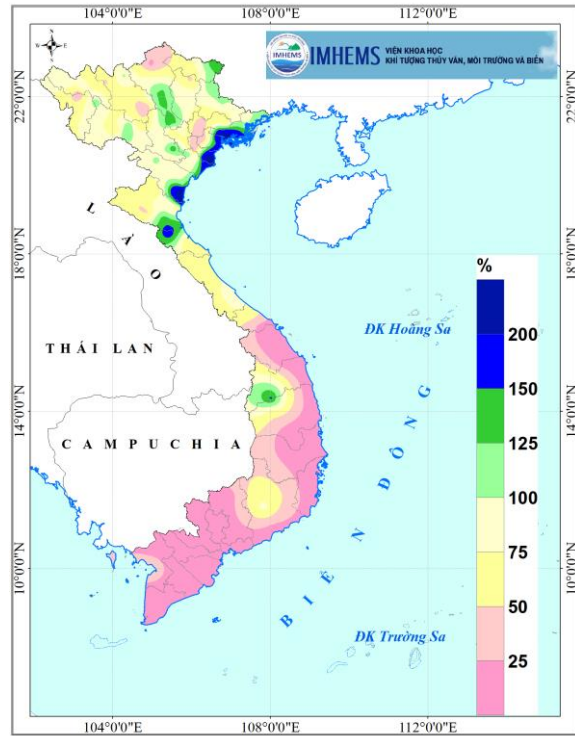 104°0'0"E 108°0'0"E 112°0'0"E
N
W E
S
IMHEMS VIỆN KHOA HỌC
KHÍ TƯỢNG THỦY VĂN, MÔI TRƯỜNG VÀ BIỂN
22°0'0"N
22°0'0"N
LÀO
18°0'0"N
18°0'0"N
%
200
150
125
100
75
50
25
ĐK Hoàng Sa
THÁI LAN
14°0'0"N
14°0'0"N
CAMPUCHIA
BIỂN ĐÔNG
10°0'0"N
10°0'0"N
ĐK Trường Sa
104°0'0"E 108°0'0"E 112°0'0"E